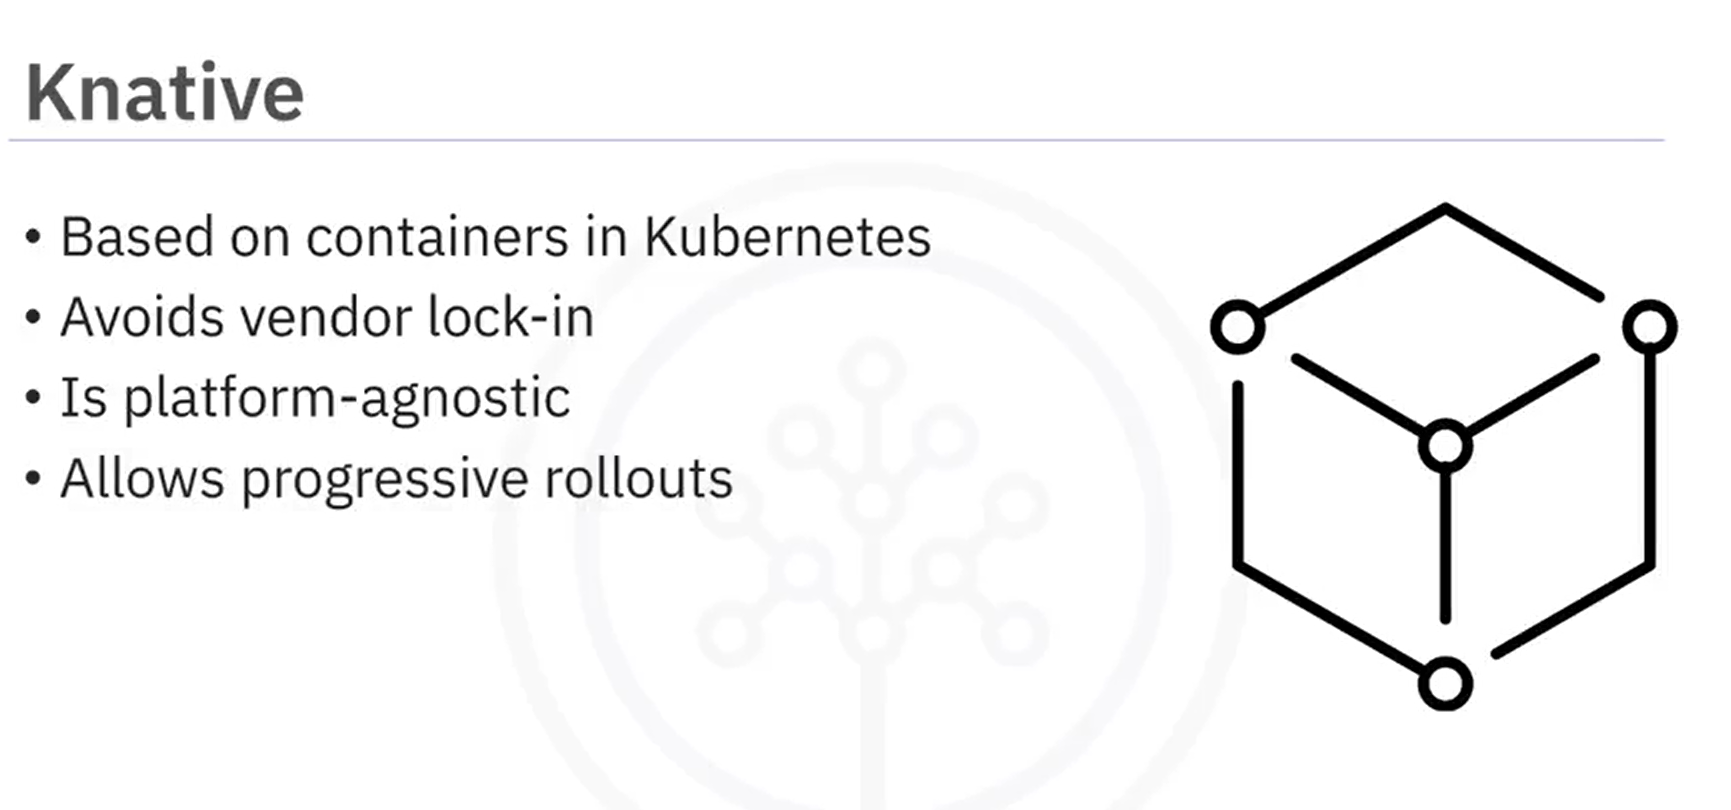 Knative
• Based on containers in Kubernetes
• Avoids vendor lock-in
• Is platform-agnostic
• Allows progressive rollouts